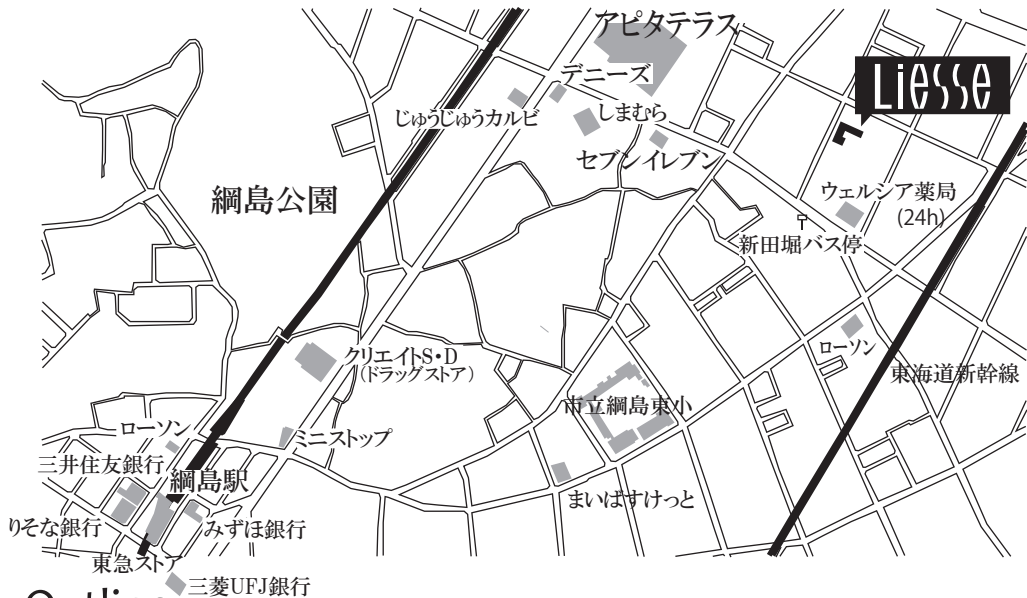 アピタテラス
デニーズ
Liesse
じゅうじゅうカルビ
しまむら
セブンイレブン
綱島公園
ウェルシア薬局
(24h)
新田堀バス停
クリエイトS・D
(ドラッグストア)
ローソン
東海道新幹線
市立綱島東小
ローソン
ミニストップ
三井住友銀行
綱島駅
まいばすけっと
りそな銀行
みずほ銀行
東急ストア
三菱UFJ銀行